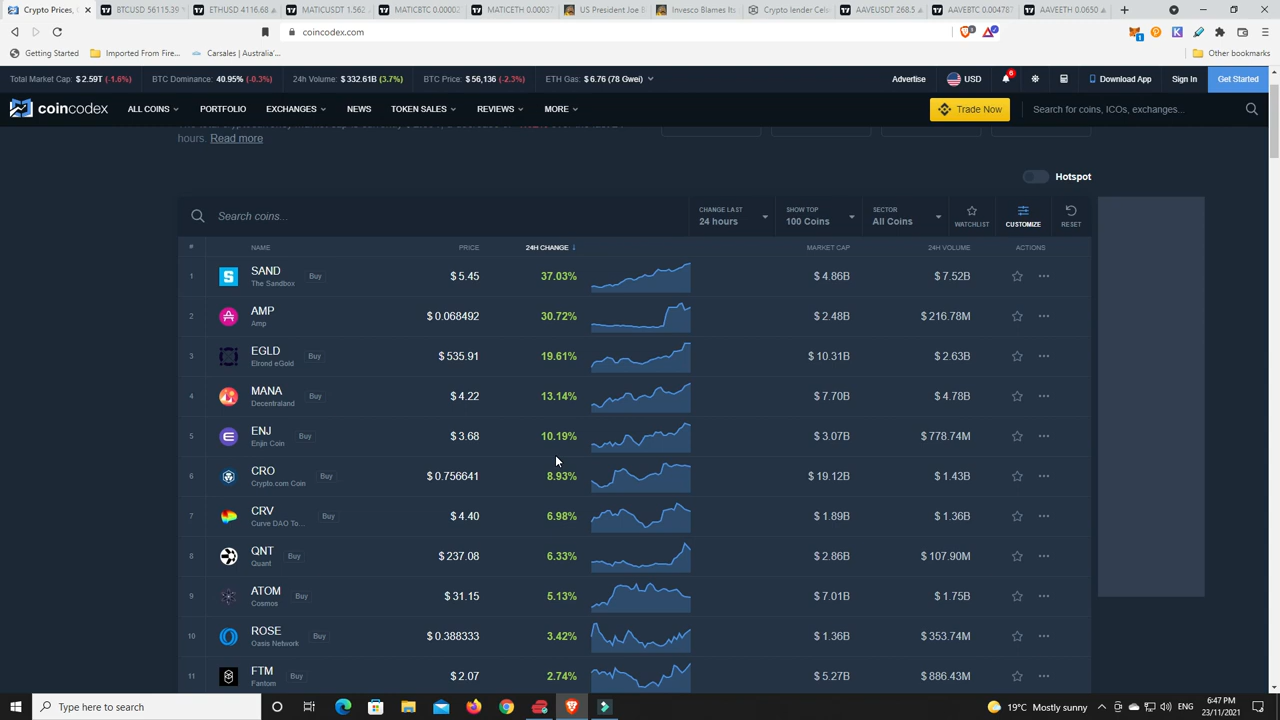 Crypto Prices, C
BTCUSD 56115.39
ETHUSD 4116.68
MATICUSDT 1.562
MATICBTC 0.00002
MATICETH 0.00037
US President Joe B
Invesco Blames Its
Crypto lender Cels
AAVEUSDT 268.5
AAVEBTC 0.004787
AAVEETH 0.0650
coincodex.com
Getting Started
Imported From Fire...
Carsales | Australia'...
Other bookmarks
Total Market Cap: $ 2.59T (-1.6%)
BTC Dominance: 40.95% (-0.3%)
24h Volume: $ 332.61B (3.7%)
BTC Price: $ 56,136 (-2.3%)
ETH Gas: $ 6.76 (78 Gwei)
Advertise
USD
6
Download App
Sign In
Get Started
coincodex
ALL COINS
PORTFOLIO
EXCHANGES
NEWS
TOKEN SALES
REVIEWS
MORE
Trade Now
Search for coins, ICOs, exchanges...
hours. Read more
Hotspot
Search coins...
CHANGE LAST
24 hours
SHOW TOP
100 Coins
SECTOR
All Coins
WATCHLIST
CUSTOMIZE
RESET
# NAME PRICE 24H CHANGE ↓ MARKET CAP 24H VOLUME ACTIONS
1 SAND Buy $ 5.45 37.03% $ 4.86B $ 7.52B
The Sandbox
2 AMP $ 0.068492 30.72% $ 2.48B $ 216.78M
Amp
3 EGLD Buy $ 535.91 19.61% $ 10.31B $ 2.63B
Elrond eGold
4 MANA Buy $ 4.22 13.14% $ 7.70B $ 4.78B
Decentraland
5 ENJ Buy $ 3.68 10.19% $ 3.07B $ 778.74M
Enjin Coin
6 CRO Buy $ 0.756641 8.93% $ 19.12B $ 1.43B
Crypto.com Coin
7 CRV Buy $ 4.40 6.98% $ 1.89B $ 1.36B
Curve DAO To...
8 QNT Buy $ 237.08 6.33% $ 2.86B $ 107.90M
Quant
9 ATOM Buy $ 31.15 5.13% $ 7.01B $ 1.75B
Cosmos
10 ROSE Buy $ 0.388333 3.42% $ 1.36B $ 353.74M
Oasis Network
11 FTM Buy $ 2.07 2.74% $ 5.27B $ 886.43M
Fantom
Type here to search
19°C Mostly sunny
ENG
6:47 PM
23/11/2021